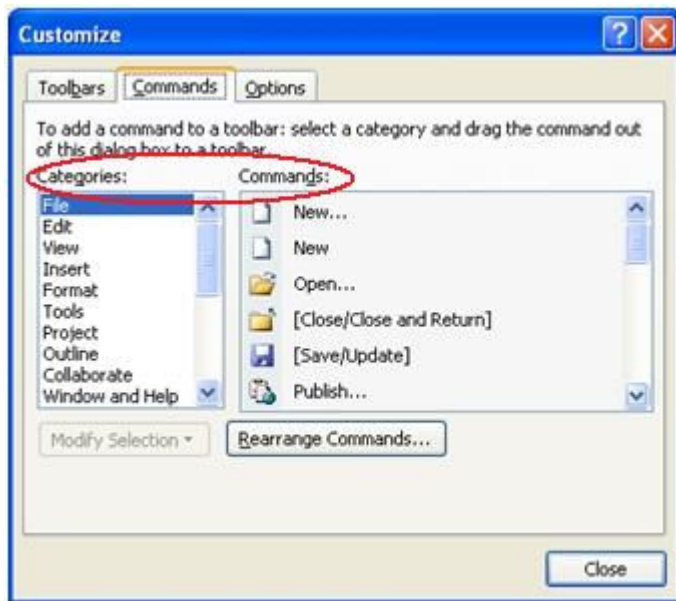 Customize
Toolbars Commands Options
To add a command to a toolbar: select a category and drag the command out
of this dialog box to a toolbar.
Categories: Commands:
File
Edit
View
Insert
Format
Tools
Project
Outline
Collaborate
Window and Help
New...
New
Open...
[Close/Close and Return]
[Save/Update]
Publish...
Modify Selection
Rearrange Commands...
Close